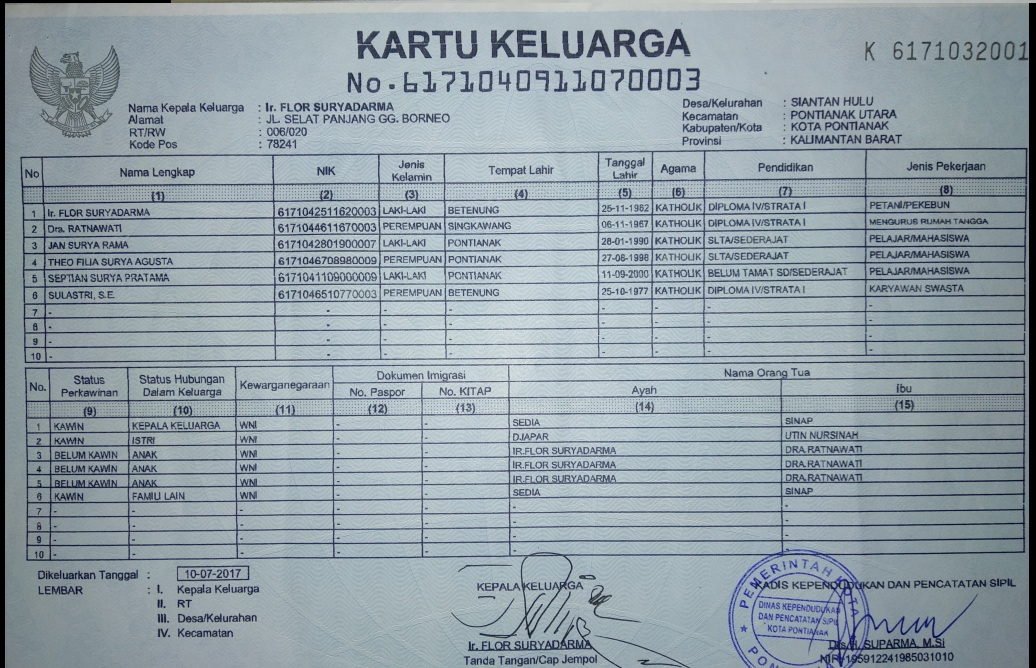 KARTU KELUARGA
K 6171032001
No.6171040911070003
Nama Kepala Keluarga : Ir. FLOR SURYADARMA
Alamat : JL. SELAT PANJANG GG. BORNEO
RT/RW : 006/020
Kode Pos : 78241
Desa/Kelurahan : SIANTAN HULU
Kecamatan : PONTIANAK UTARA
Kabupaten/Kota : KOTA PONTIANAK
Provinsi : KALIMANTAN BARAT
No Nama Lengkap NIK Jenis Kelamin Tempat Lahir Tanggal Lahir Agama Pendidikan Jenis Pekerjaan
(1) (2) (3) (4) (5) (6) (7) (8)
1 Ir. FLOR SURYADARMA 6171042511620003 LAKI-LAKI BETENUNG 25-11-1962 KATHOLIK DIPLOMA IV/STRATA I PETANI/PEKEBUN
2 Dra. RATNAWATI 6171044611670003 PEREMPUAN SINGKAWANG 06-11-1967 KATHOLIK DIPLOMA IV/STRATA I MENGURUS RUMAH TANGGA
3 JAN SURYA RAMA 6171042801900007 LAKI-LAKI PONTIANAK 28-01-1990 KATHOLIK SLTA/SEDERAJAT PELAJAR/MAHASISWA
4 THEO FILIA SURYA AGUSTA 6171046708980009 PEREMPUAN PONTIANAK 27-08-1998 KATHOLIK SLTA/SEDERAJAT PELAJAR/MAHASISWA
5 SEPTIAN SURYA PRATAMA 6171041109000009 LAKI-LAKI PONTIANAK 11-09-2000 KATHOLIK BELUM TAMAT SD/SEDERAJAT PELAJAR/MAHASISWA
6 SULASTRI, S.E. 6171046510770003 PEREMPUAN BETENUNG 25-10-1977 KATHOLIK DIPLOMA IV/STRATA I KARYAWAN SWASTA
7 - - - - - - - -
8 - - - - - - - -
9 - - - - - - - -
10 - - - - - - - -
No. Status Perkawinan Status Hubungan Dalam Keluarga Kewarganegaraan Dokumen Imigrasi Nama Orang Tua
No. Paspor No. KITAP Ayah Ibu
(9) (10) (11) (12) (13) (14) (15)
1 KAWIN KEPALA KELUARGA WNI - - SEDIA SINAP
2 KAWIN ISTRI WNI - - DJAPAR UTIN NURSINAH
3 BELUM KAWIN ANAK WNI - - IR.FLOR SURYADARMA DRA.RATNAWATI
4 BELUM KAWIN ANAK WNI - - IR.FLOR SURYADARMA DRA.RATNAWATI
5 BELUM KAWIN ANAK WNI - - IR.FLOR SURYADARMA DRA.RATNAWATI
6 KAWIN FAMILI LAIN WNI - - SEDIA SINAP
7 - - - - - - -
8 - - - - - - -
9 - - - - - - -
10 - - - - - - -
Dikeluarkan Tanggal : 10-07-2017
LEMBAR : I. Kepala Keluarga
II. RT
III. Desa/Kelurahan
IV. Kecamatan
KEPALA KELUARGA
Ir. FLOR SURYADARMA
Tanda Tangan/Cap Jempol
KADIS KEPENDUDUKAN DAN PENCATATAN SIPIL
PEMERINTAH KOTA
DINAS KEPENDUDUKAN
DAN PENCATATAN SIPIL
KOTA PONTIANAK
Drs. H. SUPARMA, M.Si
NIP. 195912241985031010